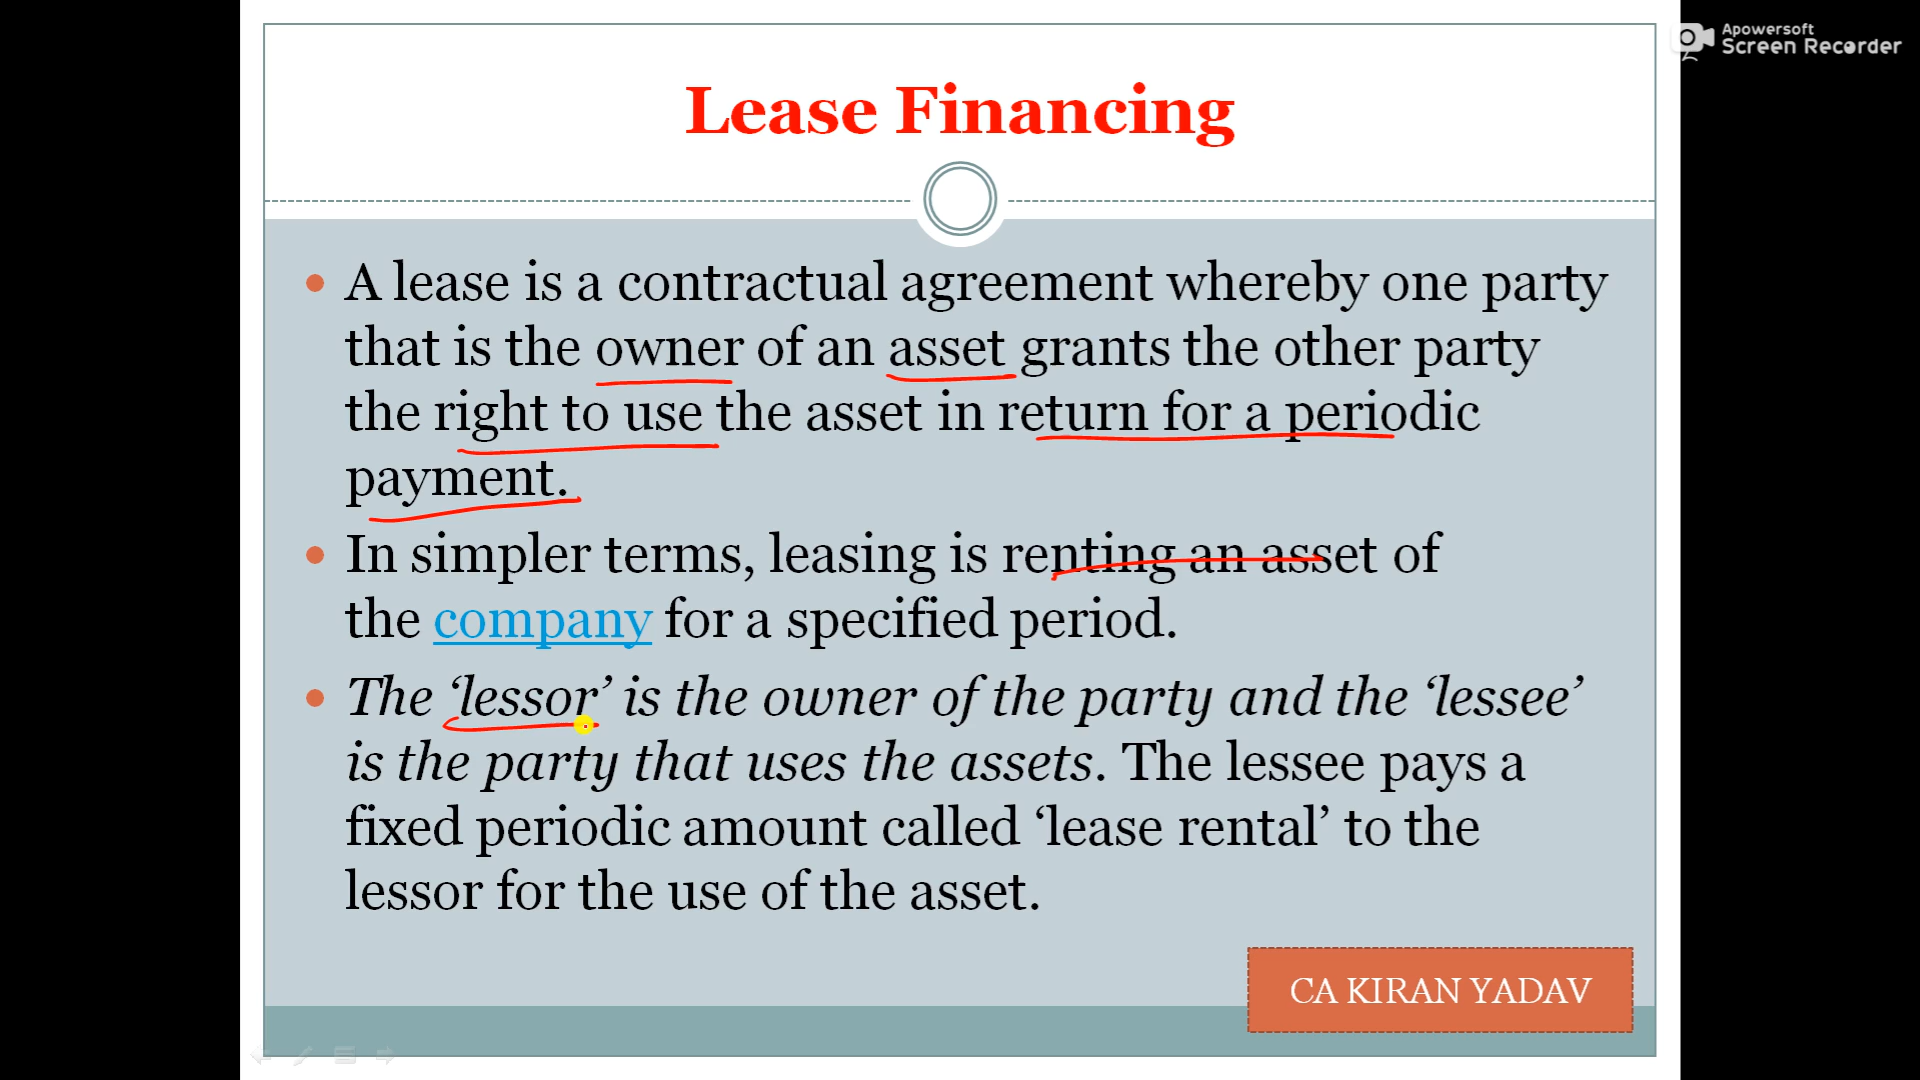 Apowersoft
Screen Recorder
Lease Financing
A lease is a contractual agreement whereby one party
that is the owner of an asset grants the other party
the right to use the asset in return for a periodic
payment.
In simpler terms, leasing is renting an asset of
the company for a specified period.
The ‘lessor’ is the owner of the party and the ‘lessee’
is the party that uses the assets. The lessee pays a
fixed periodic amount called ‘lease rental’ to the
lessor for the use of the asset.
CA KIRAN YADAV